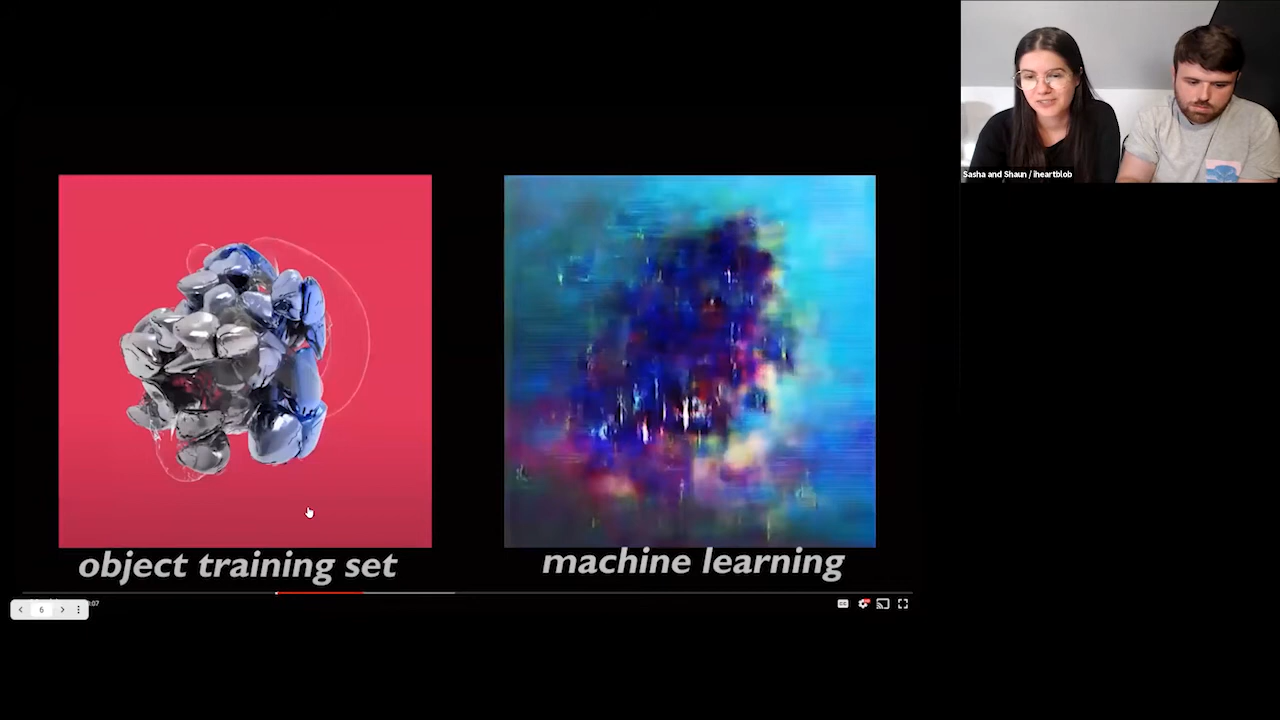 Sasha and Shaun / iheartblob
object training set
machine learning
6